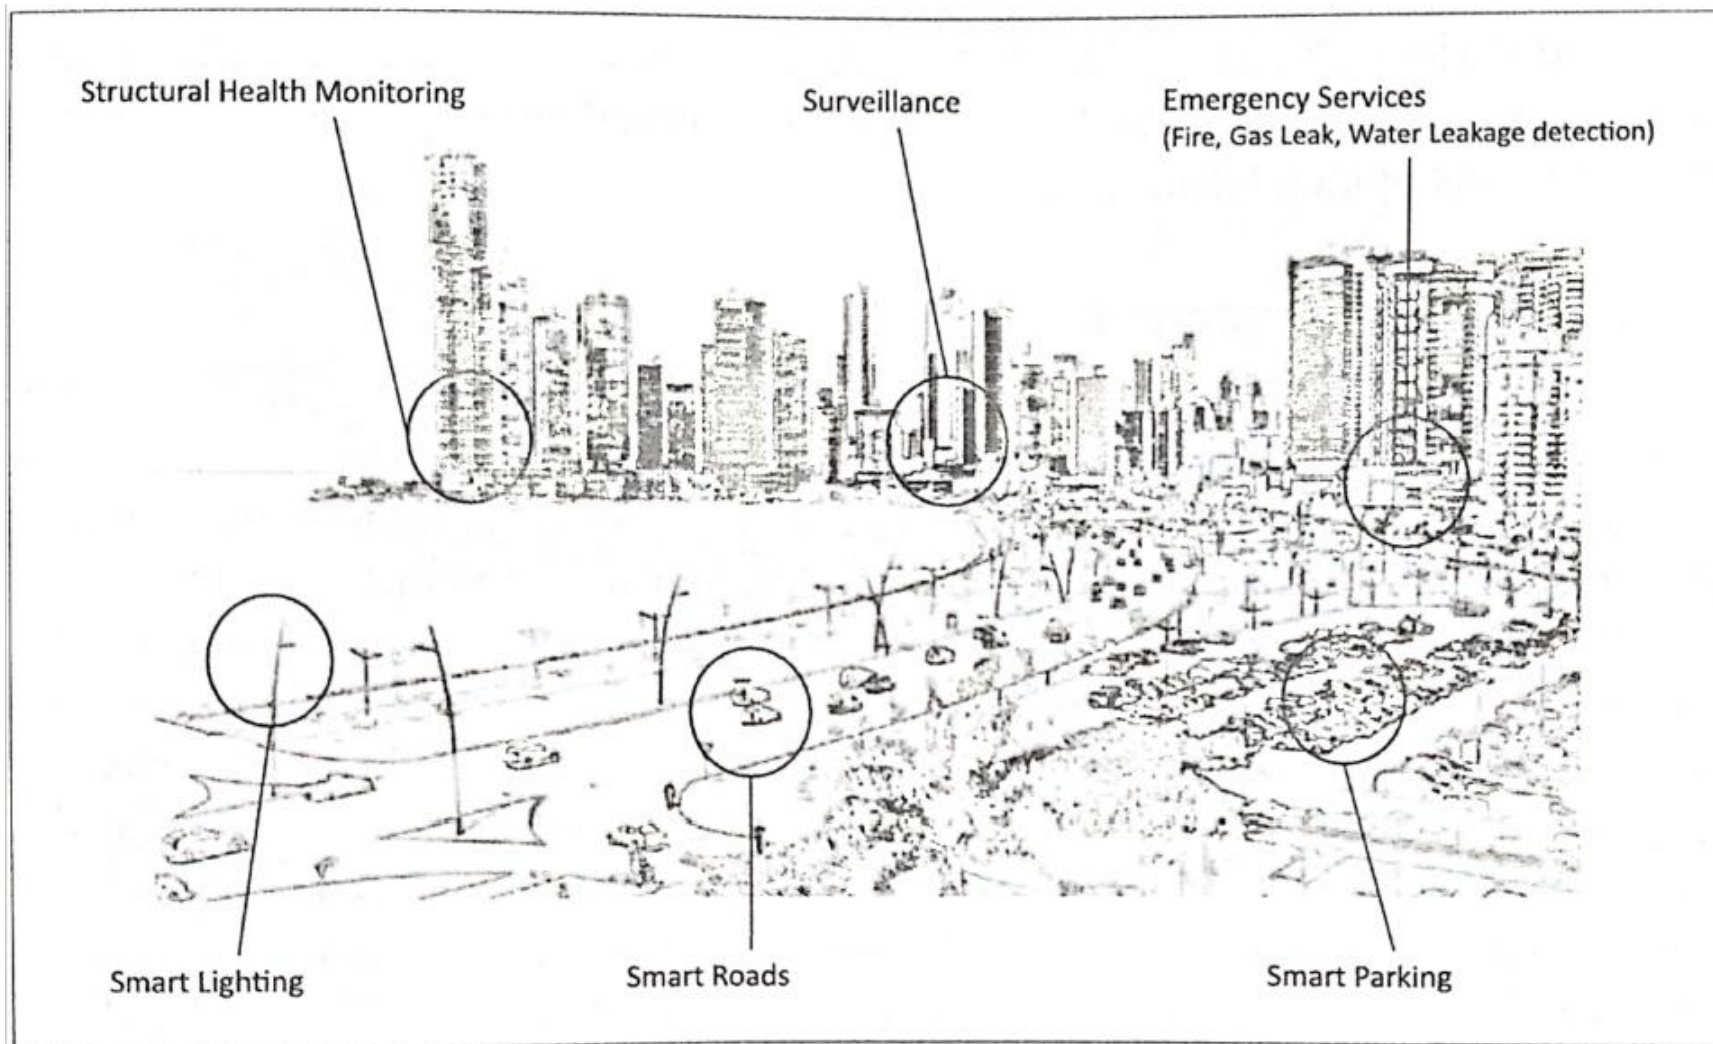 Structural Health Monitoring
Surveillance
Emergency Services
(Fire, Gas Leak, Water Leakage detection)
Smart Lighting
Smart Roads
Smart Parking